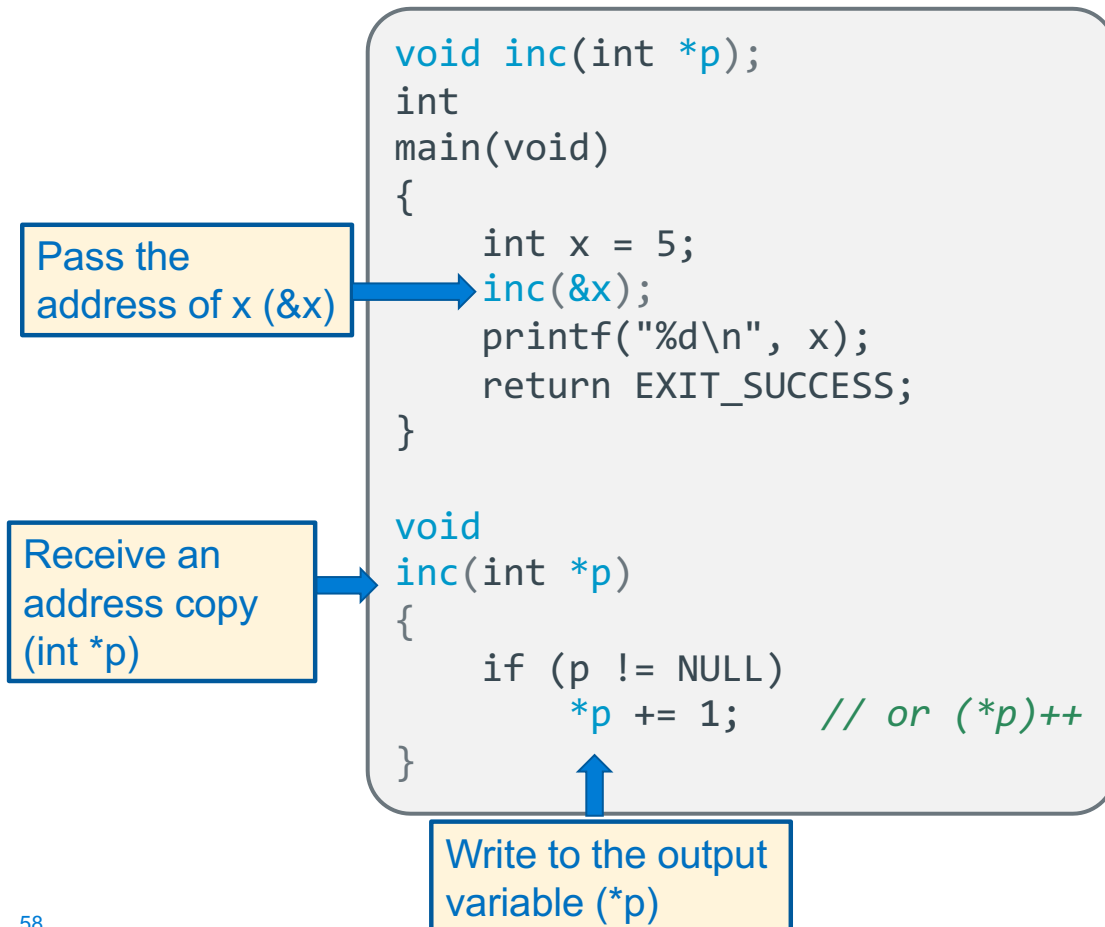 void inc(int *p);
int
main(void)
{
    int x = 5;
    inc(&x);
    printf("%d\n", x);
    return EXIT_SUCCESS;
}

void
inc(int *p)
{
    if (p != NULL)
        *p += 1;    // or (*p)++
}
Pass the
address of x (&x)
Receive an
address copy
(int *p)
Write to the output
variable (*p)
58